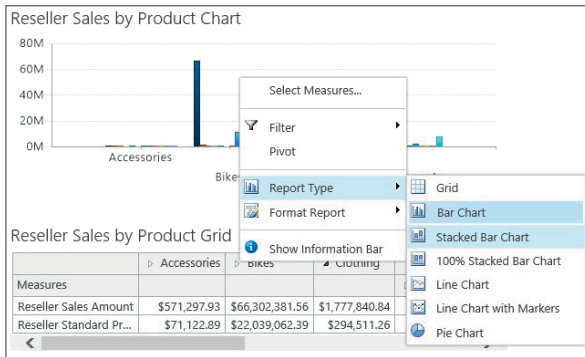 Reseller Sales by Product Chart
80M
60M
40M
20M
0M
Accessories
Select Measures...
Filter
Pivot
Report Type
Format Report
Show Information Bar
Grid
Bar Chart
Stacked Bar Chart
100% Stacked Bar Chart
Line Chart
Line Chart with Markers
Pie Chart
Reseller Sales by Product Grid
Accessories Bikes Clothing
Measures
Reseller Sales Amount $571,297.93 $66,302,381.56 $1,777,840.84
Reseller Standard Pr... $71,122.89 $22,039,062.39 $294,511.26